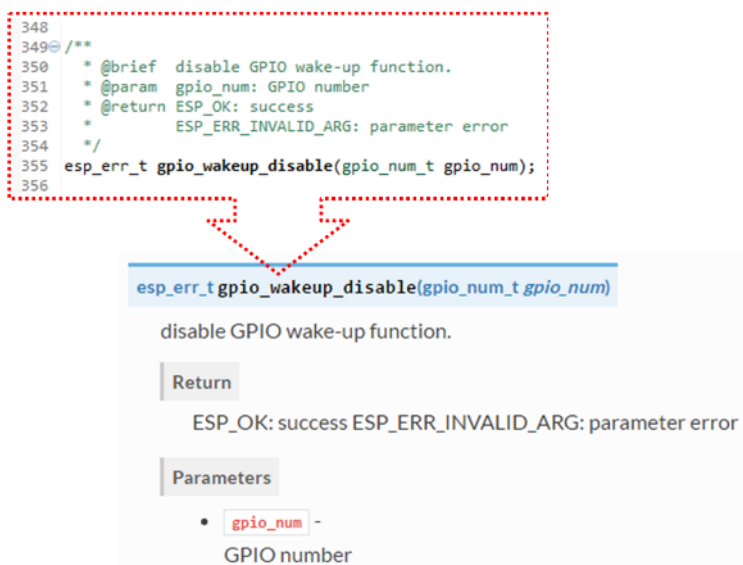 348
349 /**
350 * @brief disable GPIO wake-up function.
351 * @param gpio_num: GPIO number
352 * @return ESP_OK: success
353 * ESP_ERR_INVALID_ARG: parameter error
354 */
355 esp_err_t gpio_wakeup_disable(gpio_num_t gpio_num);
356
esp_err_t gpio_wakeup_disable(gpio_num_t gpio_num)
disable GPIO wake-up function.
Return
ESP_OK: success ESP_ERR_INVALID_ARG: parameter error
Parameters
• gpio_num -
GPIO number